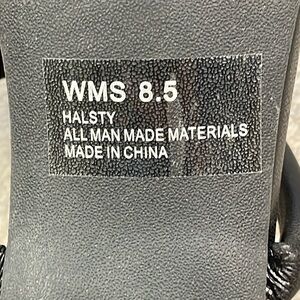 WMS 8.5
HALSTY
ALL MAN MADE MATERIALS
MADE IN CHINA